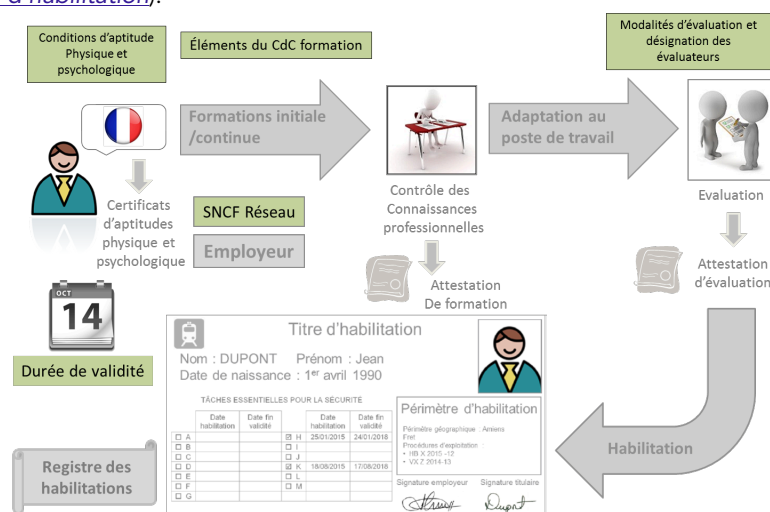 d'habilitation).
Conditions d'aptitude
Physique et
psychologique
Éléments du CdC formation
Modalités d'évaluation et
désignation des
évaluateurs
Formations initiale
/continue
Adaptation au
poste de travail
Contrôle des
Connaissances
professionnelles
Evaluation
Certificats
d'aptitudes
physique et
psychologique
SNCF Réseau
Employeur
Attestation
De formation
Attestation
d'évaluation
OCT
14
Durée de validité
Registre des
habilitations
Titre d'habilitation
Nom : DUPONT Prénom : Jean
Date de naissance : 1er avril 1990
TÂCHES ESSENTIELLES POUR LA SÉCURITÉ
Date habilitation Date fin validité Date habilitation Date fin validité
A H 25/01/2015 24/01/2018
B I
C J
D K 18/08/2015 17/08/2018
E L
F M
G
Périmètre d'habilitation
Périmètre géographique : Amiens
Fret
Procédures d'exploitation :
• HB X 2015 -12
• VX Z 2014-13
Signature employeur Signature titulaire
Dupont
Habilitation